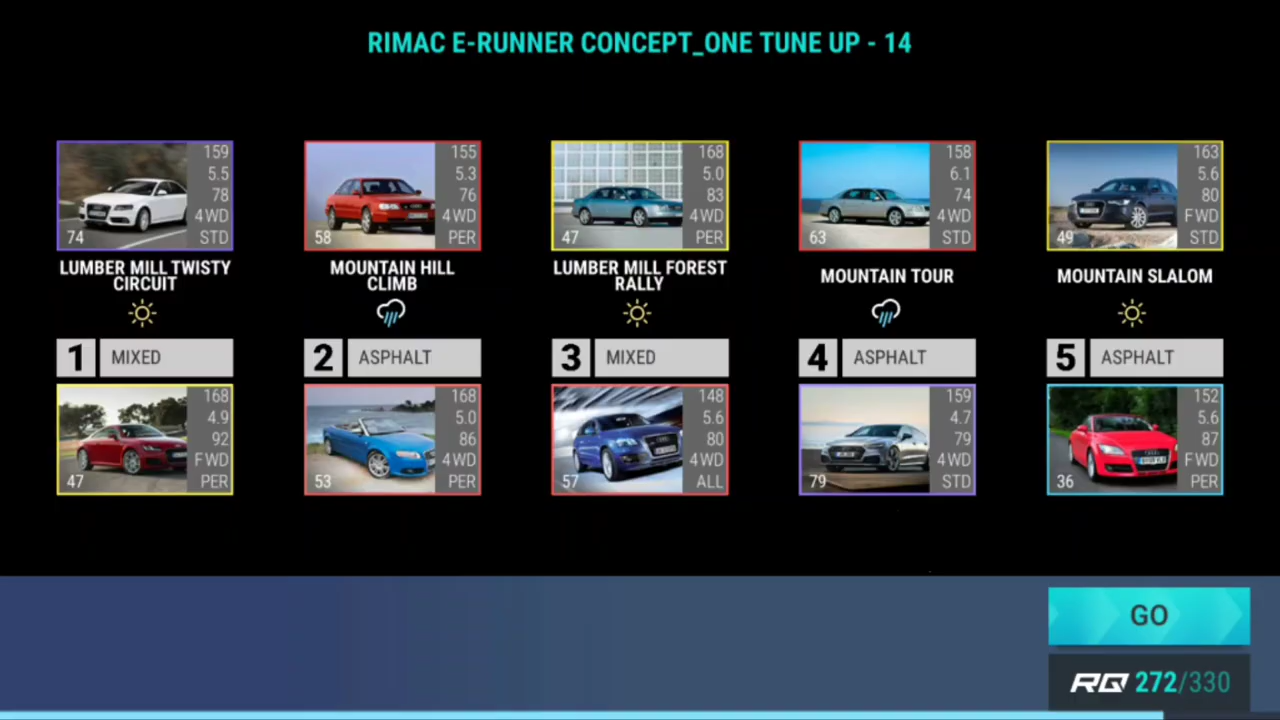 RIMAC E-RUNNER CONCEPT_ONE TUNE UP - 14
159
5.5
78
4WD
STD
74
155
5.3
76
4WD
PER
58
168
5.0
83
4WD
PER
47
158
6.1
74
4WD
STD
63
163
5.6
80
FWD
STD
49
LUMBER MILL TWISTY
CIRCUIT
MOUNTAIN HILL
CLIMB
LUMBER MILL FOREST
RALLY
MOUNTAIN TOUR
MOUNTAIN SLALOM
1 MIXED
2 ASPHALT
3 MIXED
4 ASPHALT
5 ASPHALT
168
4.9
92
FWD
PER
47
168
5.0
86
4WD
PER
53
148
5.6
80
4WD
ALL
57
159
4.7
79
4WD
STD
79
152
5.6
87
FWD
PER
36
GO
RQ 272/330